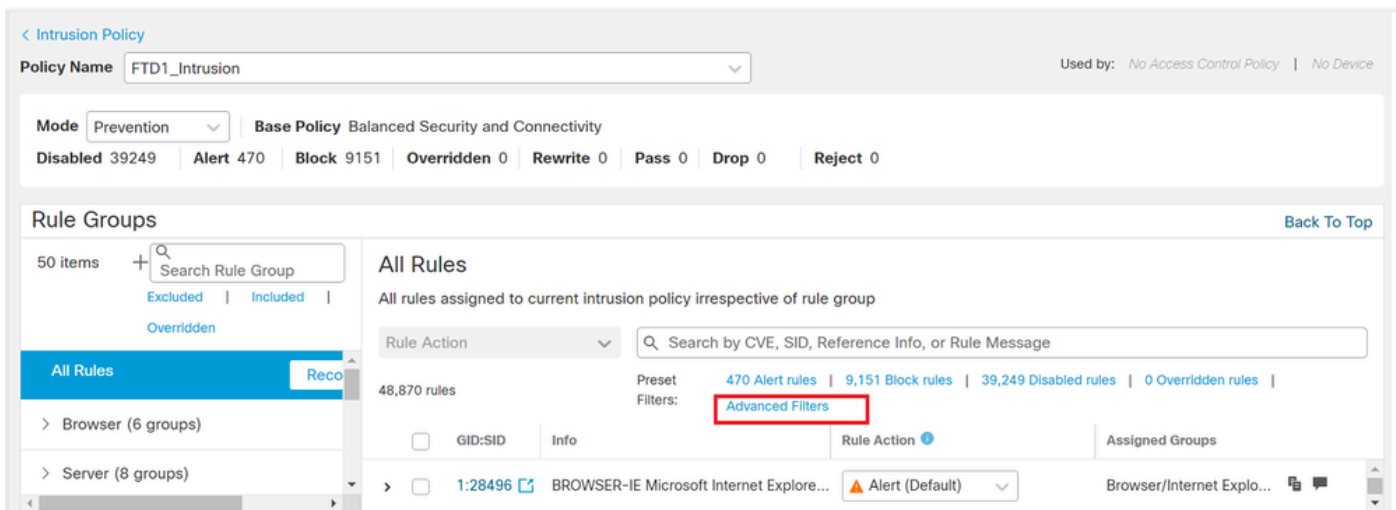 < Intrusion Policy
Policy Name FTD1_Intrusion
Used by: No Access Control Policy | No Device
Mode Prevention Base Policy Balanced Security and Connectivity
Disabled 39249 Alert 470 Block 9151 Overridden 0 Rewrite 0 Pass 0 Drop 0 Reject 0
Rule Groups
Back To Top
50 items + Search Rule Group
Excluded | Included |
Overridden
All Rules Reco
> Browser (6 groups)
> Server (8 groups)
All Rules
All rules assigned to current intrusion policy irrespective of rule group
Rule Action Search by CVE, SID, Reference Info, or Rule Message
48,870 rules
Preset Filters: 470 Alert rules | 9,151 Block rules | 39,249 Disabled rules | 0 Overridden rules |
Advanced Filters
GID:SID Info Rule Action Assigned Groups
> 1:28496 BROWSER-IE Microsoft Internet Explore... Alert (Default) Browser/Internet Explo...